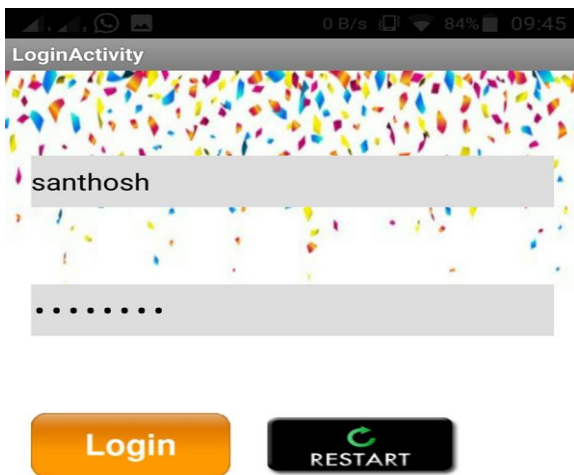 0 B/s 84% 09:45
LoginActivity
santhosh
••••••••
Login
RESTART